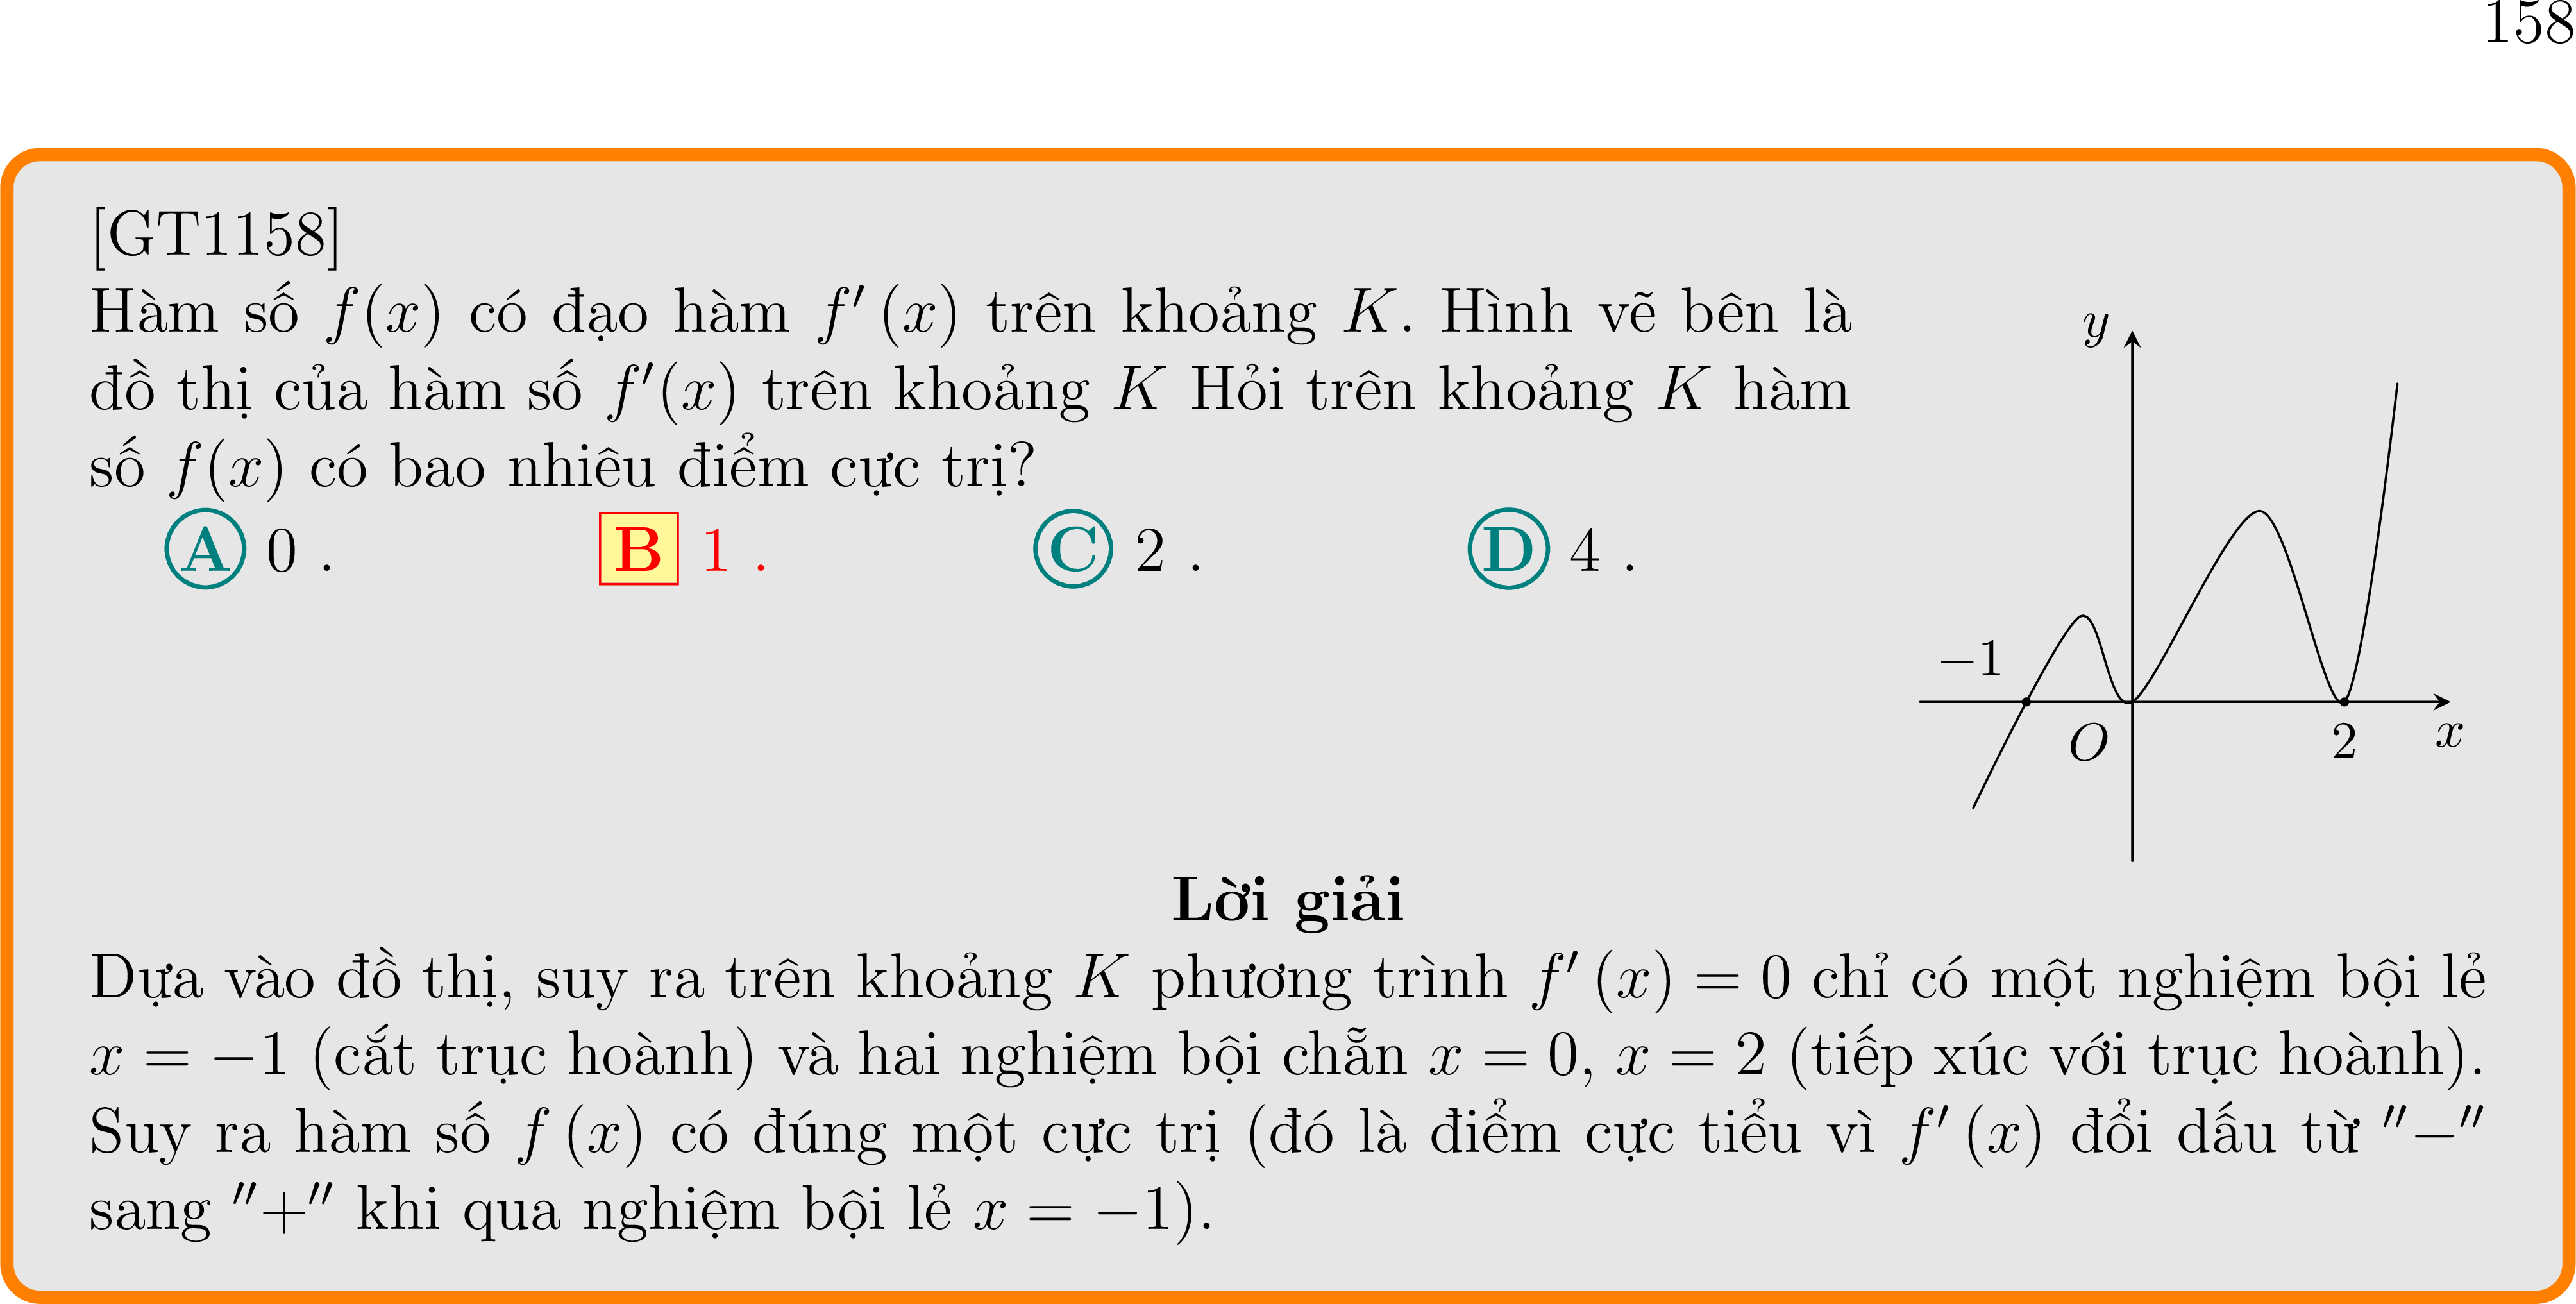 158
[GT1158]
Hàm số f(x) có đạo hàm f′ (x) trên khoảng K. Hình vẽ bên là
đồ thị của hàm số f′(x) trên khoảng K Hỏi trên khoảng K hàm
số f(x) có bao nhiêu điểm cực trị?
A 0 . B 1 . C 2 . D 4 .
y
−1
O
2
x
Lời giải
Dựa vào đồ thị, suy ra trên khoảng K phương trình f′ (x) = 0 chỉ có một nghiệm bội lẻ
x = −1 (cắt trục hoành) và hai nghiệm bội chẵn x = 0, x = 2 (tiếp xúc với trục hoành).
Suy ra hàm số f (x) có đúng một cực trị (đó là điểm cực tiểu vì f′ (x) đổi dấu từ ″−″
sang ″+″ khi qua nghiệm bội lẻ x = −1).